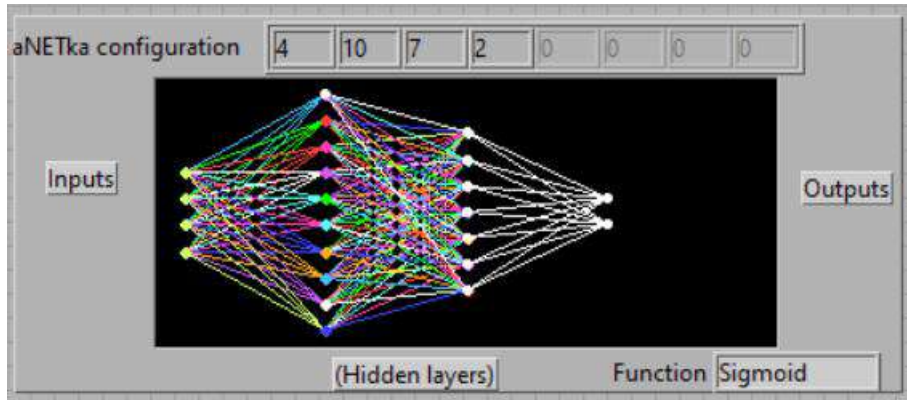 aNETka configuration 4 10 7 2 0 0 0 0
Inputs
Outputs
(Hidden layers)
Function Sigmoid